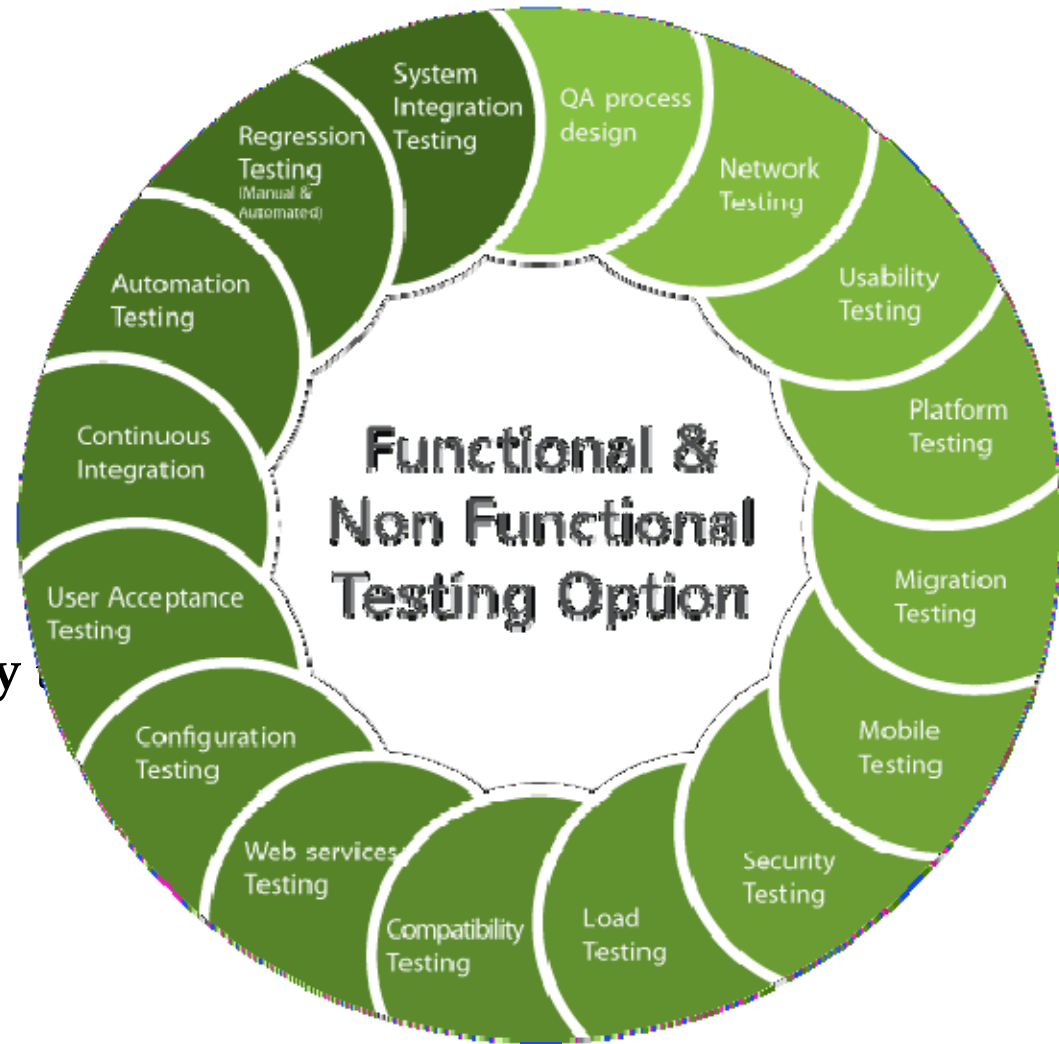 System
Integration
Testing
QA process
design
Network
Testing
Usability
Testing
Platform
Testing
Migration
Testing
Mobile
Testing
Security
Testing
Load
Testing
Compatibility
Testing
Web services
Testing
Configuration
Testing
User Acceptance
Testing
Continuous
Integration
Automation
Testing
Regression
Testing
(Manual &
Automated)
Functional &
Non Functional
Testing Option